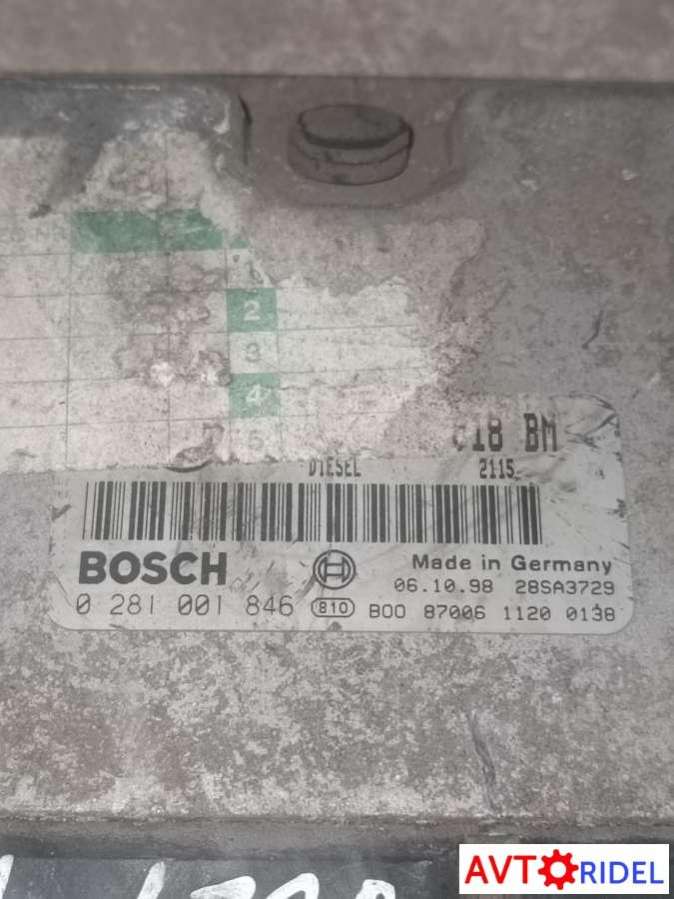 2
3
4
5
18 BM
DIESEL 2115
BOSCH
Made in Germany
06.10.98 28SA3729
0 281 001 846 810 B00 87006 1120 0138
AVTORIDEL